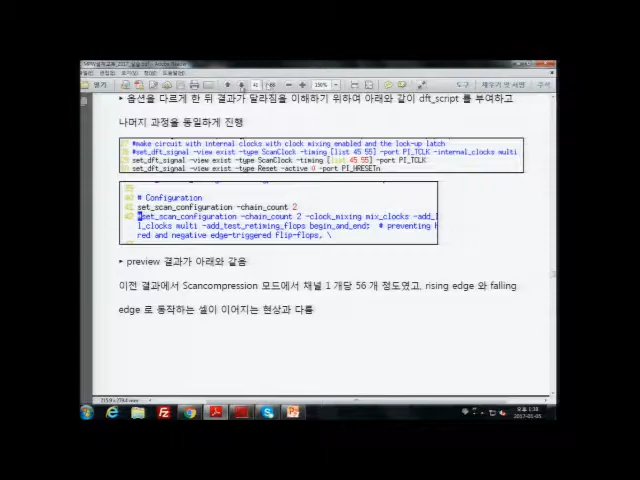 ▸ 옵션을 다르게 한 뒤 결과가 달라짐을 이해하기 위하여 아래와 같이 dft_script 를 부여하고
나머지 과정을 동일하게 진행
#make circuit with internal clocks with clock mixing enabled and the lock-up latch
#set_dft_signal -view exist -type ScanClock -timing [list 45 55] -port PI_TCLK -internal_clocks multi
set_dft_signal -view exist -type ScanClock -timing [list 45 55] -port PI_TCLK
set_dft_signal -view exist -type Reset -active 0 -port PI_HRESETn
# Configuration
set_scan_configuration -chain_count 2
#set_scan_configuration -chain_count 2 -clock_mixing mix_clocks -add_l
l_clocks multi -add_test_retiming_flops begin_and_end; # preventing h
red and negative edge-triggered flip-flops, \
▸ preview 결과가 아래와 같음
이전 결과에서 Scancompression 모드에서 채널 1 개당 56 개 정도였고, rising edge 와 falling
edge 로 동작하는 셀이 이어지는 현상과 다름
오후 1:38
2017-01-05